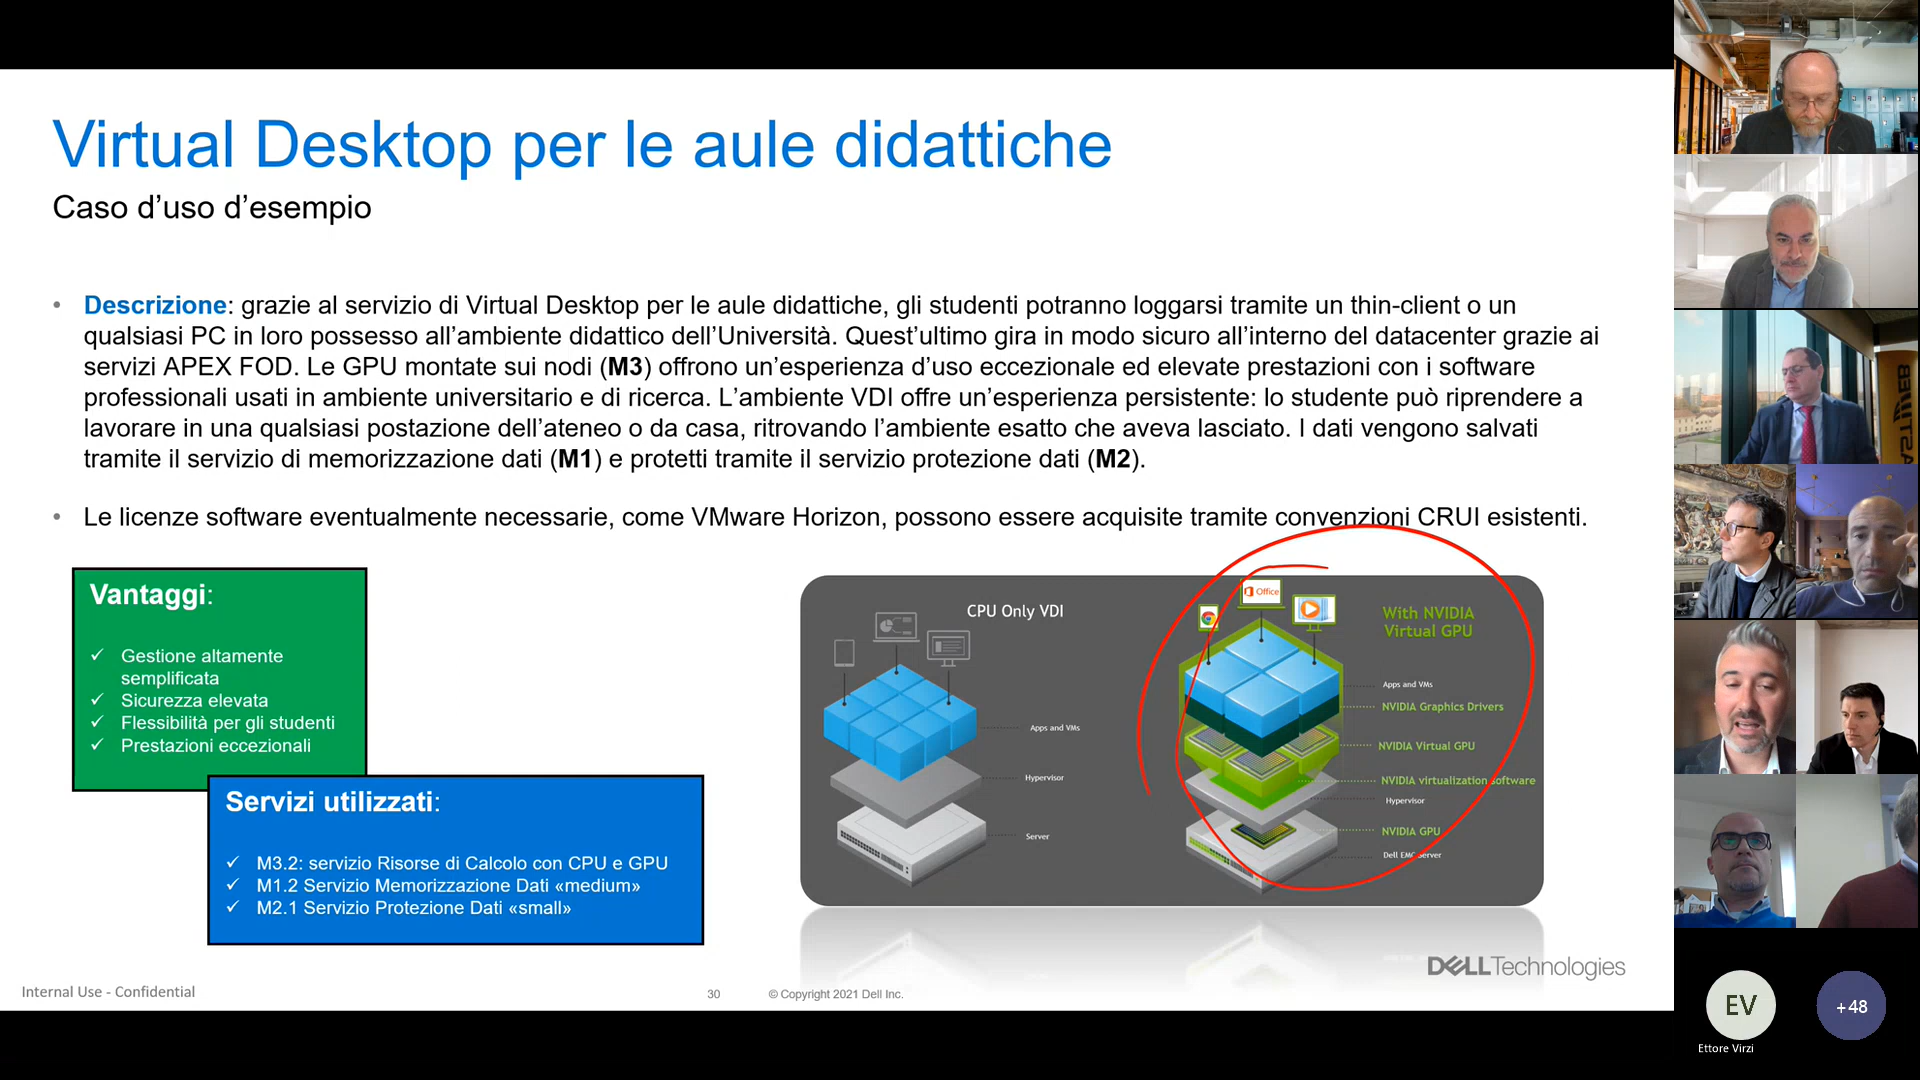 Virtual Desktop per le aule didattiche
Caso d’uso d’esempio
• Descrizione: grazie al servizio di Virtual Desktop per le aule didattiche, gli studenti potranno loggarsi tramite un thin-client o un
qualsiasi PC in loro possesso all’ambiente didattico dell’Università. Quest’ultimo gira in modo sicuro all’interno del datacenter grazie ai
servizi APEX FOD. Le GPU montate sui nodi (M3) offrono un’esperienza d’uso eccezionale ed elevate prestazioni con i software
professionali usati in ambiente universitario e di ricerca. L’ambiente VDI offre un’esperienza persistente: lo studente può riprendere a
lavorare in una qualsiasi postazione dell’ateneo o da casa, ritrovando l’ambiente esatto che aveva lasciato. I dati vengono salvati
tramite il servizio di memorizzazione dati (M1) e protetti tramite il servizio protezione dati (M2).
• Le licenze software eventualmente necessarie, come VMware Horizon, possono essere acquisite tramite convenzioni CRUI esistenti.
Vantaggi:
✓ Gestione altamente
semplificata
✓ Sicurezza elevata
✓ Flessibilità per gli studenti
✓ Prestazioni eccezionali
Servizi utilizzati:
✓ M3.2: servizio Risorse di Calcolo con CPU e GPU
✓ M1.2 Servizio Memorizzazione Dati «medium»
✓ M2.1 Servizio Protezione Dati «small»
CPU Only VDI
Apps and VMs
Hypervisor
Server
Office
With NVIDIA
Virtual GPU
Apps and VMs
NVIDIA Graphics Drivers
NVIDIA Virtual GPU
NVIDIA virtualization software
Hypervisor
NVIDIA GPU
Dell EMC Server
DELL Technologies
Internal Use - Confidential
30
© Copyright 2021 Dell Inc.
EV
Ettore Virzi
+48